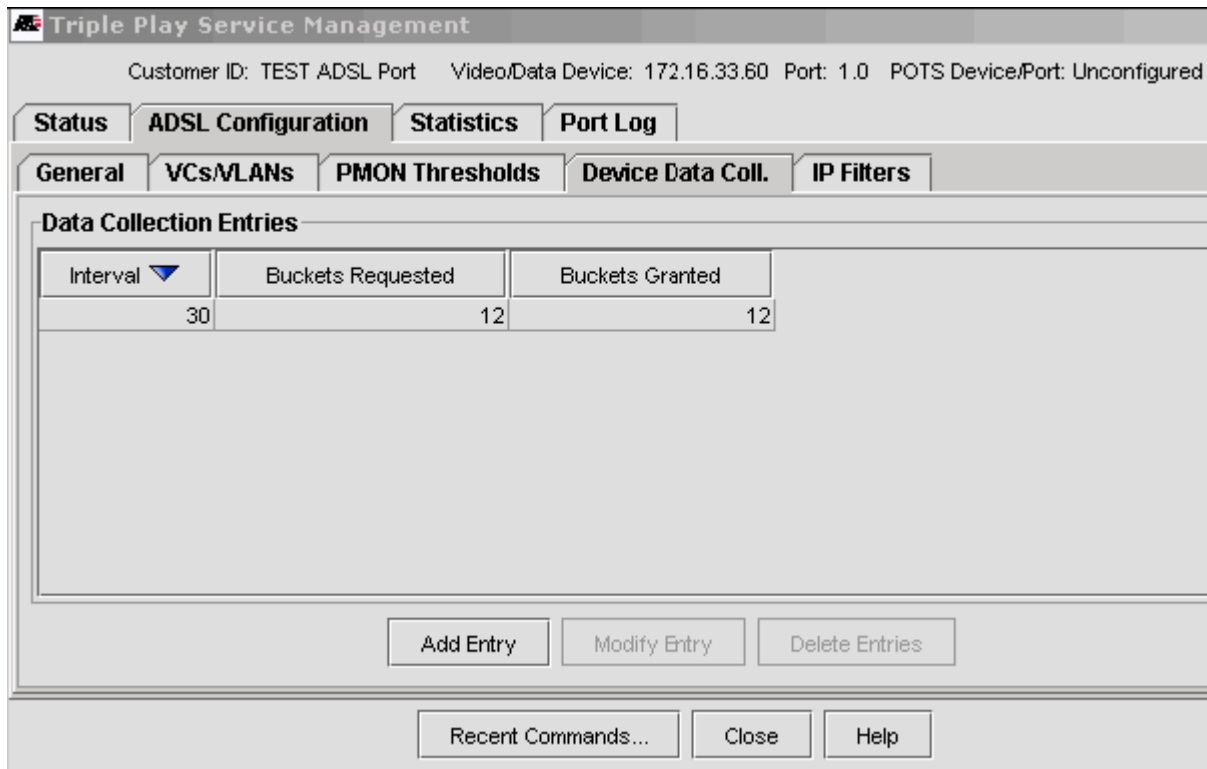 Triple Play Service Management
Customer ID: TEST ADSL Port Video/Data Device: 172.16.33.60 Port: 1.0 POTS Device/Port: Unconfigured
Status ADSL Configuration Statistics Port Log
General VCs/VLANs PMON Thresholds Device Data Coll. IP Filters
Data Collection Entries
Interval Buckets Requested Buckets Granted
30 12 12
Add Entry Modify Entry Delete Entries
Recent Commands... Close Help